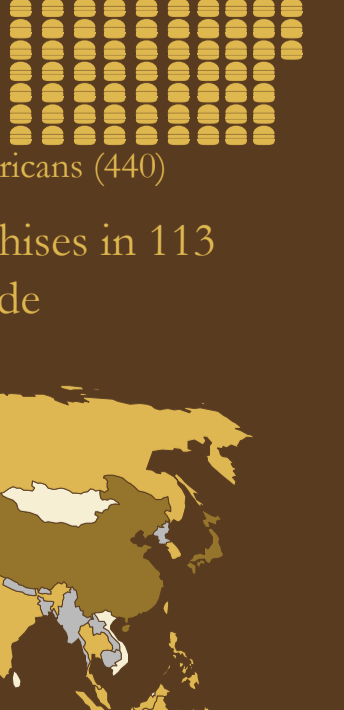 ricans (440)
hises in 113
de